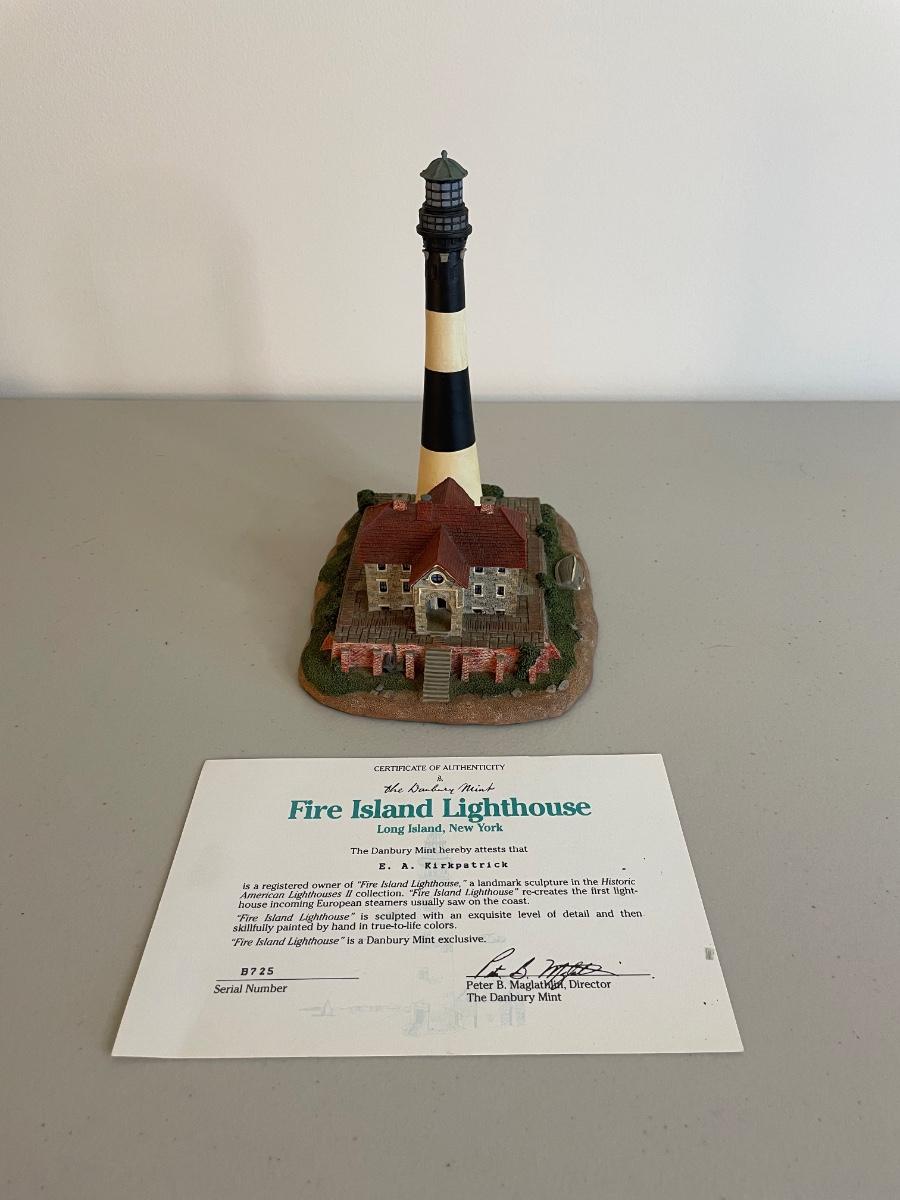 CERTIFICATE OF AUTHENTICITY
the Danbury Mint
Fire Island Lighthouse
Long Island, New York
The Danbury Mint hereby attests that
E. A. Kirkpatrick
is a registered owner of "Fire Island Lighthouse," a landmark sculpture in the Historic
American Lighthouses II collection. "Fire Island Lighthouse" re-creates the first light-
house incoming European steamers usually saw on the coast.
"Fire Island Lighthouse" is sculpted with an exquisite level of detail and then
skillfully painted by hand in true-to-life colors.
"Fire Island Lighthouse" is a Danbury Mint exclusive.
B725
Serial Number
Peter B. Maglathlin
Peter B. Maglathlin, Director
The Danbury Mint